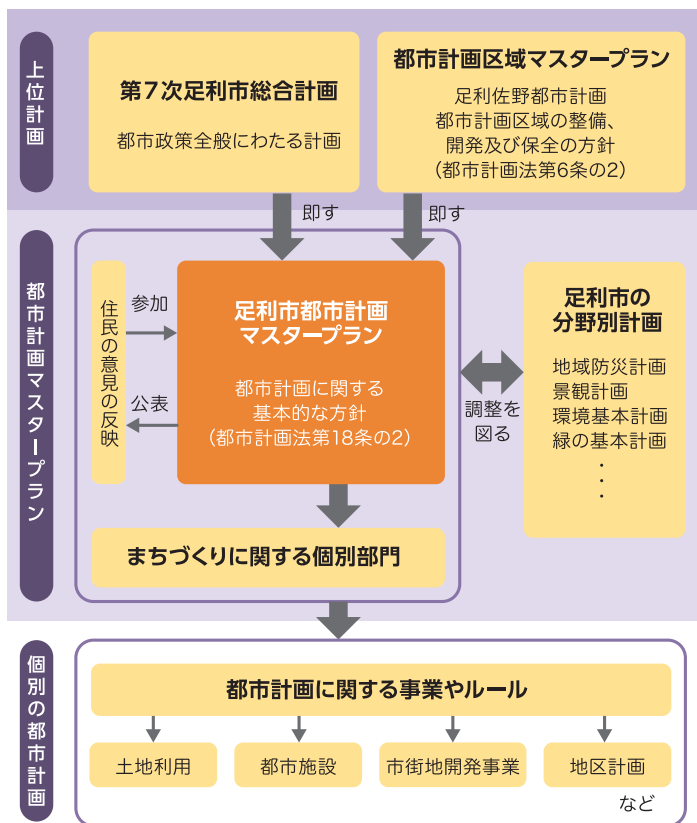 上位計画
第7次足利市総合計画
都市政策全般にわたる計画
都市計画区域マスタープラン
足利佐野都市計画
都市計画区域の整備、
開発及び保全の方針
(都市計画法第6条の2)
即す
即す
都市計画マスタープラン
住民の意見の反映
参加
公表
足利市都市計画
マスタープラン
都市計画に関する
基本的な方針
(都市計画法第18条の2)
調整を
図る
足利市の
分野別計画
地域防災計画
景観計画
環境基本計画
緑の基本計画
・
・
・
まちづくりに関する個別部門
個別の都市計画
都市計画に関する事業やルール
土地利用
都市施設
市街地開発事業
地区計画
など